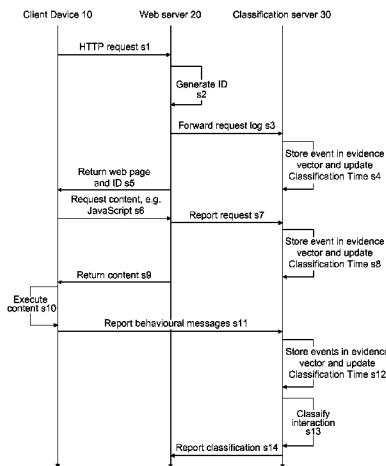 Client Device 10
Web server 20
Classification server 30
HTTP request s1
Generate ID
s2
Forward request log s3
Store event in evidence
vector and update
Classification Time s4
Return web page
and ID s5
Request content, e.g.
JavaScript s6
Report request s7
Store event in evidence
vector and update
Classification Time s8
Return content s9
Execute
content s10
Report behavioural messages s11
Store events in evidence
vector and update
Classification Time s12
Classify
interaction
s13
Report classification s14